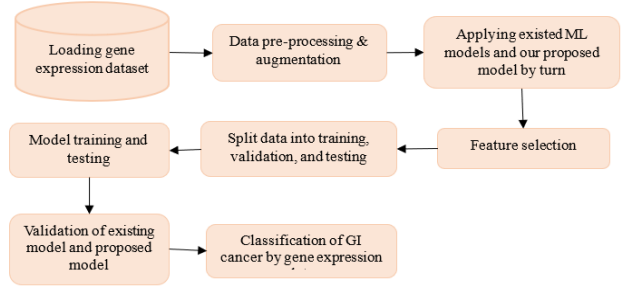 Loading gene
expression dataset
Data pre-processing &
augmentation
Applying existed ML
models and our proposed
model by turn
Feature selection
Split data into training,
validation, and testing
Model training and
testing
Validation of existing
model and proposed
model
Classification of GI
cancer by gene expression